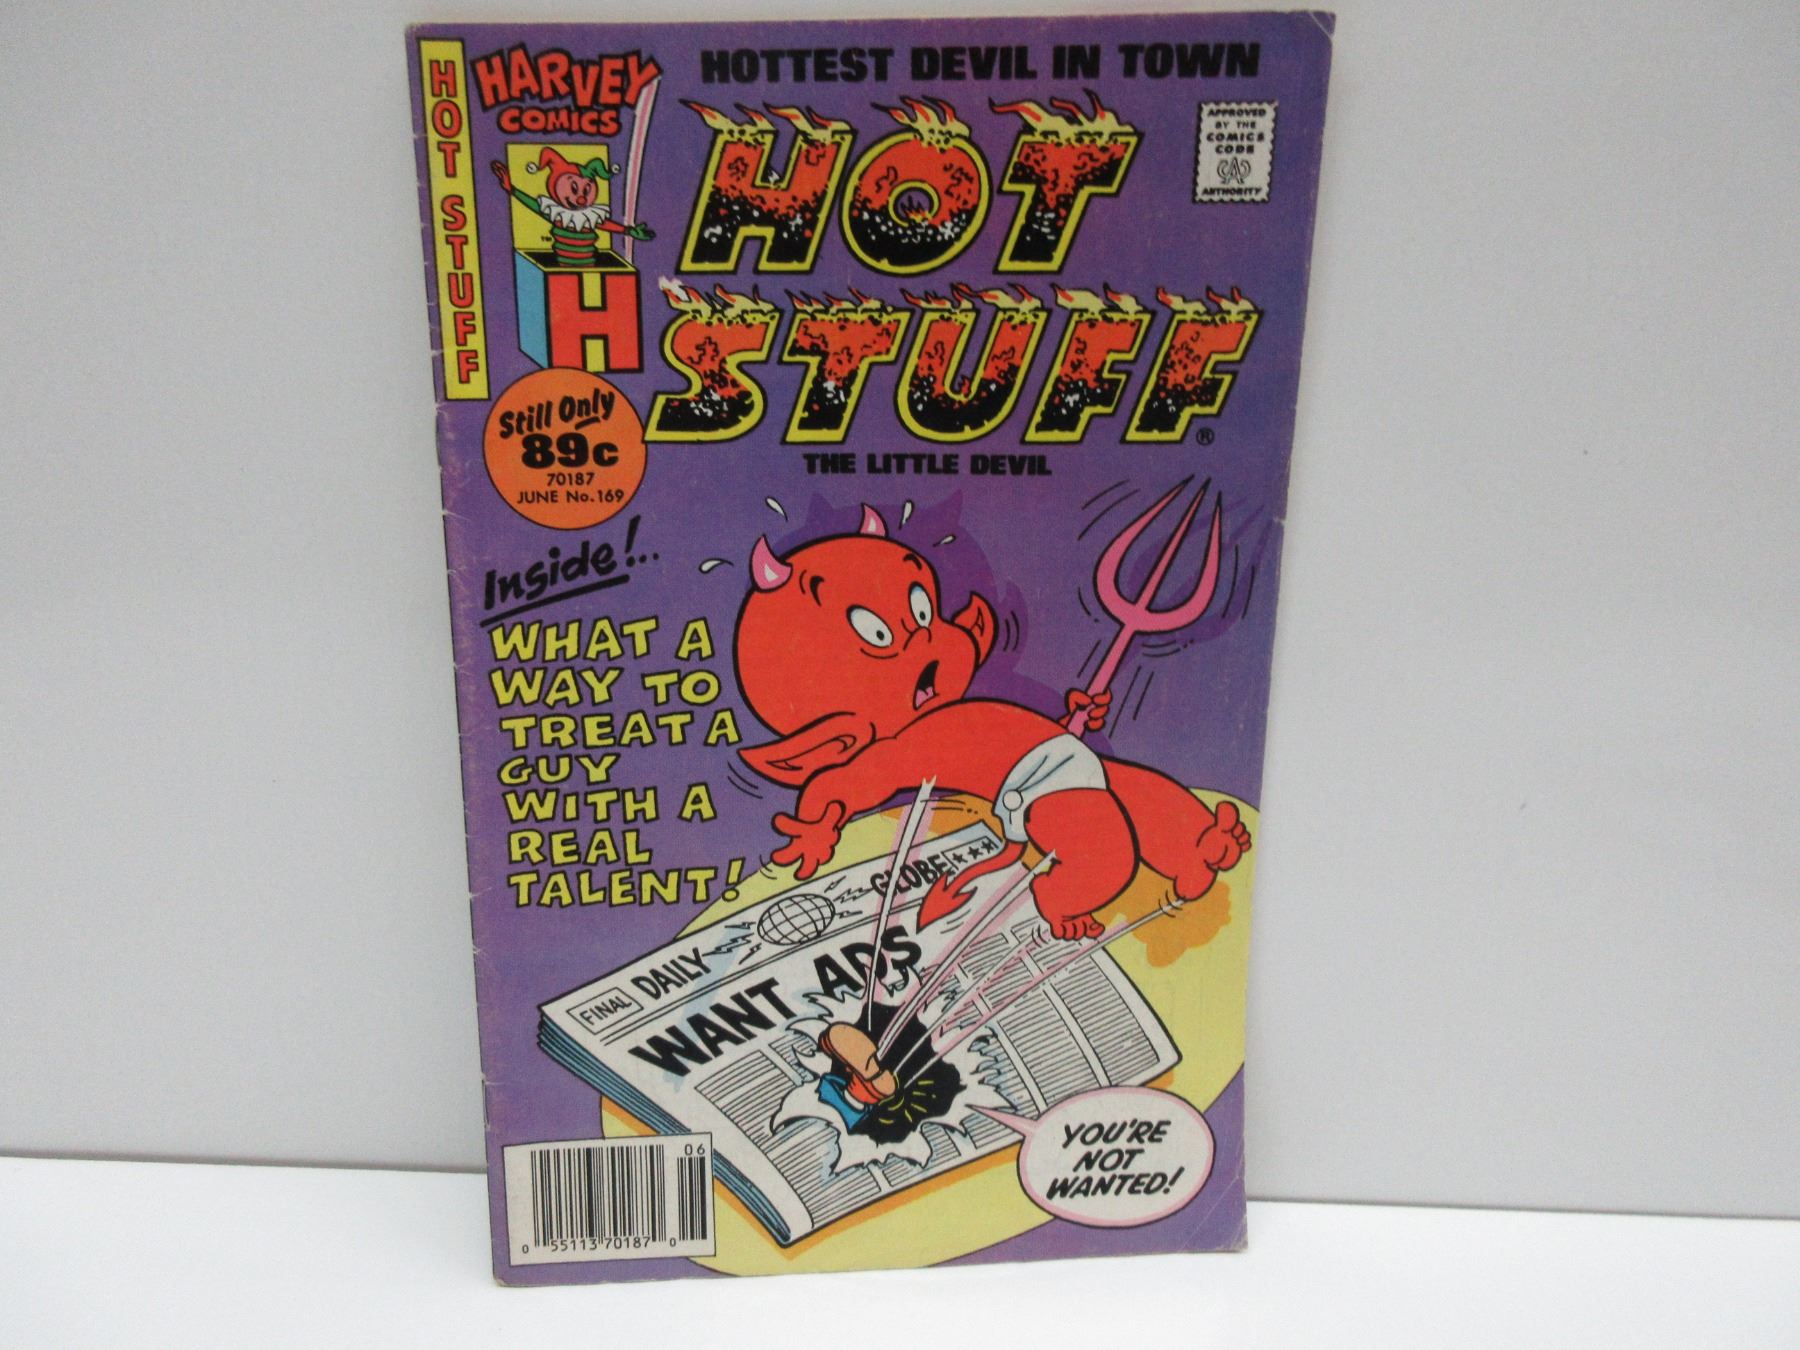 HOT STUFF
HARVEY
COMICS
HOTTEST DEVIL IN TOWN
APPROVED
BY THE
COMICS
CODE
CA
AUTHORITY
HOT
STUFF®
THE LITTLE DEVIL
TM
H
Still Only
89c
70187
JUNE No.169
Inside!..
WHAT A
WAY TO
TREAT A
GUY
WITH A
REAL
TALENT!
FINAL DAILY GLOBE ★★★
WANT ADS
YOU'RE
NOT
WANTED!
06
0 55113 70187 0